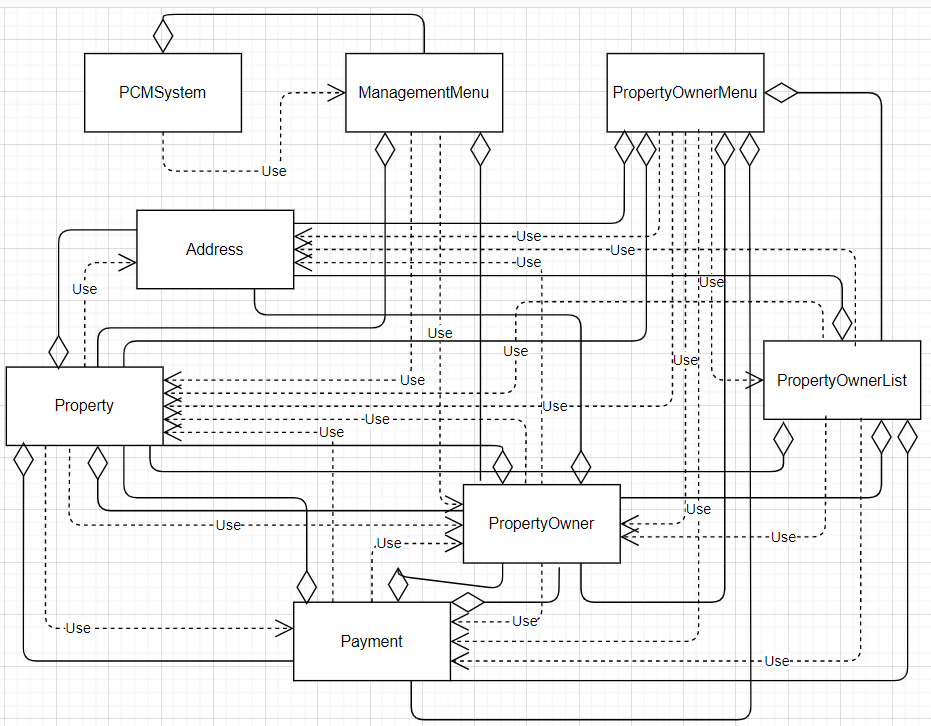 PCMSystem
ManagementMenu
PropertyOwnerMenu
Use
Address
Use
Use
Use
Use
Use
Use
Use
Use
Use
PropertyOwnerList
Property
Use
Use
Use
Use
Use
PropertyOwner
Use
Use
Use
Use
Payment
Use
Use